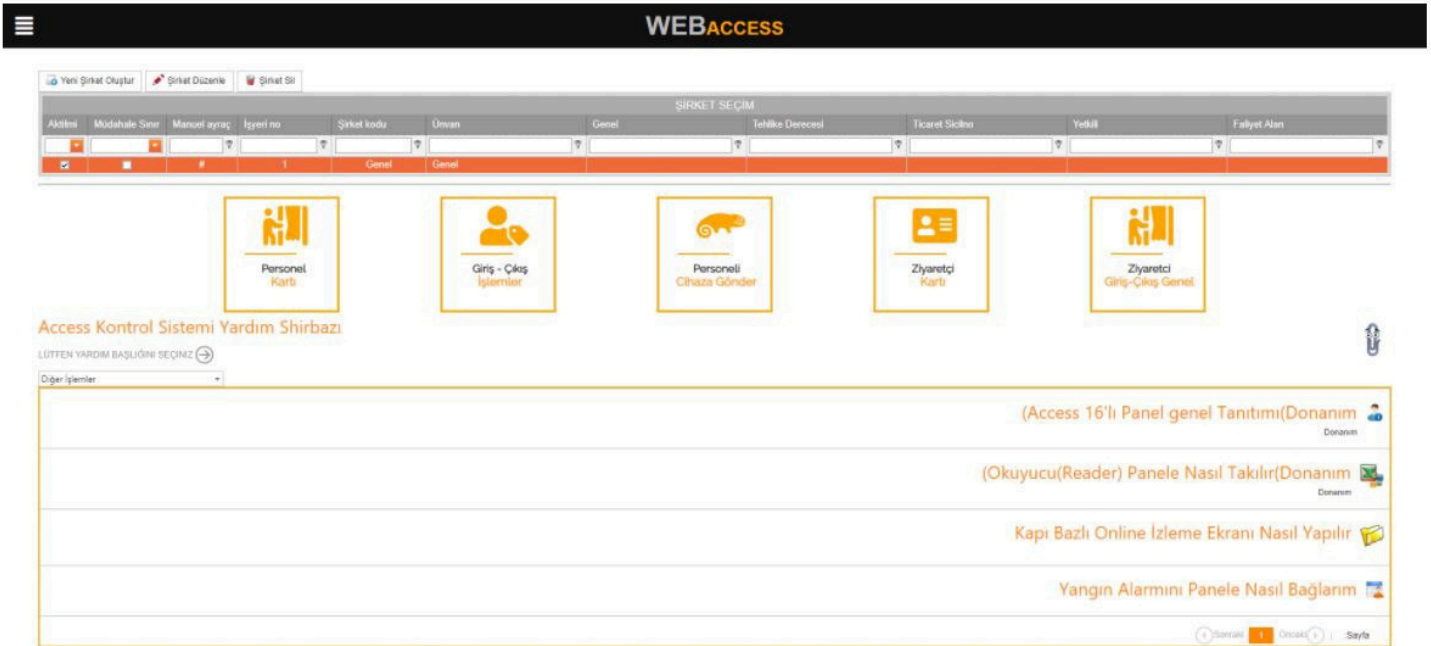 WEBACCESS
Yeni Şirket Oluştur Şirket Düzenle Şirket Sil
ŞİRKET SEÇİM
Aktifmi Müdahale Sınır Manuel ayraç İşyeri no Şirket kodu Ünvan Genel Tehlike Derecesi Ticaret Sicilno Yetkili Faliyet Alan
# 1 Genel Genel
Personel
Kartı
Giriş - Çıkış
İşlemler
Personeli
Cihaza Gönder
Ziyaretçi
Kartı
Ziyaretci
Giriş-Çıkış Genel
Access Kontrol Sistemi Yardım Shirbazı
LÜTFEN YARDIM BAŞLIĞINI SEÇİNİZ
Diğer İşlemler
(Access 16'lı Panel genel Tanıtımı(Donanım
Donanım
(Okuyucu(Reader) Panele Nasıl Takılır(Donanım
Donanım
Kapı Bazlı Online İzleme Ekranı Nasıl Yapılır
Yangın Alarmını Panele Nasıl Bağlarım
Sonraki 1 Önceki | Sayfa